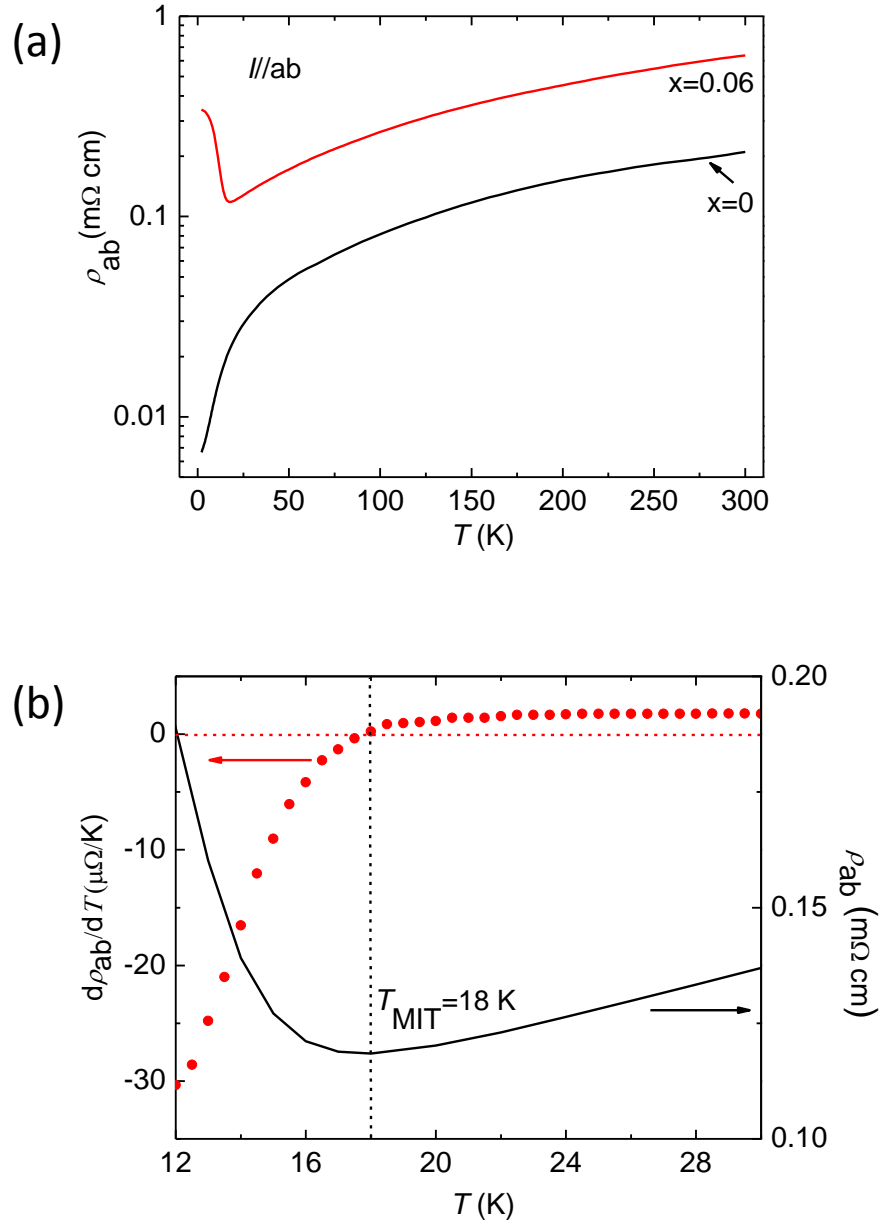 (a)
1
I//ab
x=0.06
0.1
x=0
0.01
ρab(mΩ cm)
0 50 100 150 200 250 300
T (K)
(b)
0.20
0
-10
0.15
-20
TMIT=18 K
-30
0.10
dρab/dT(μΩ/K)
ρab (mΩ cm)
12 16 20 24 28
T (K)